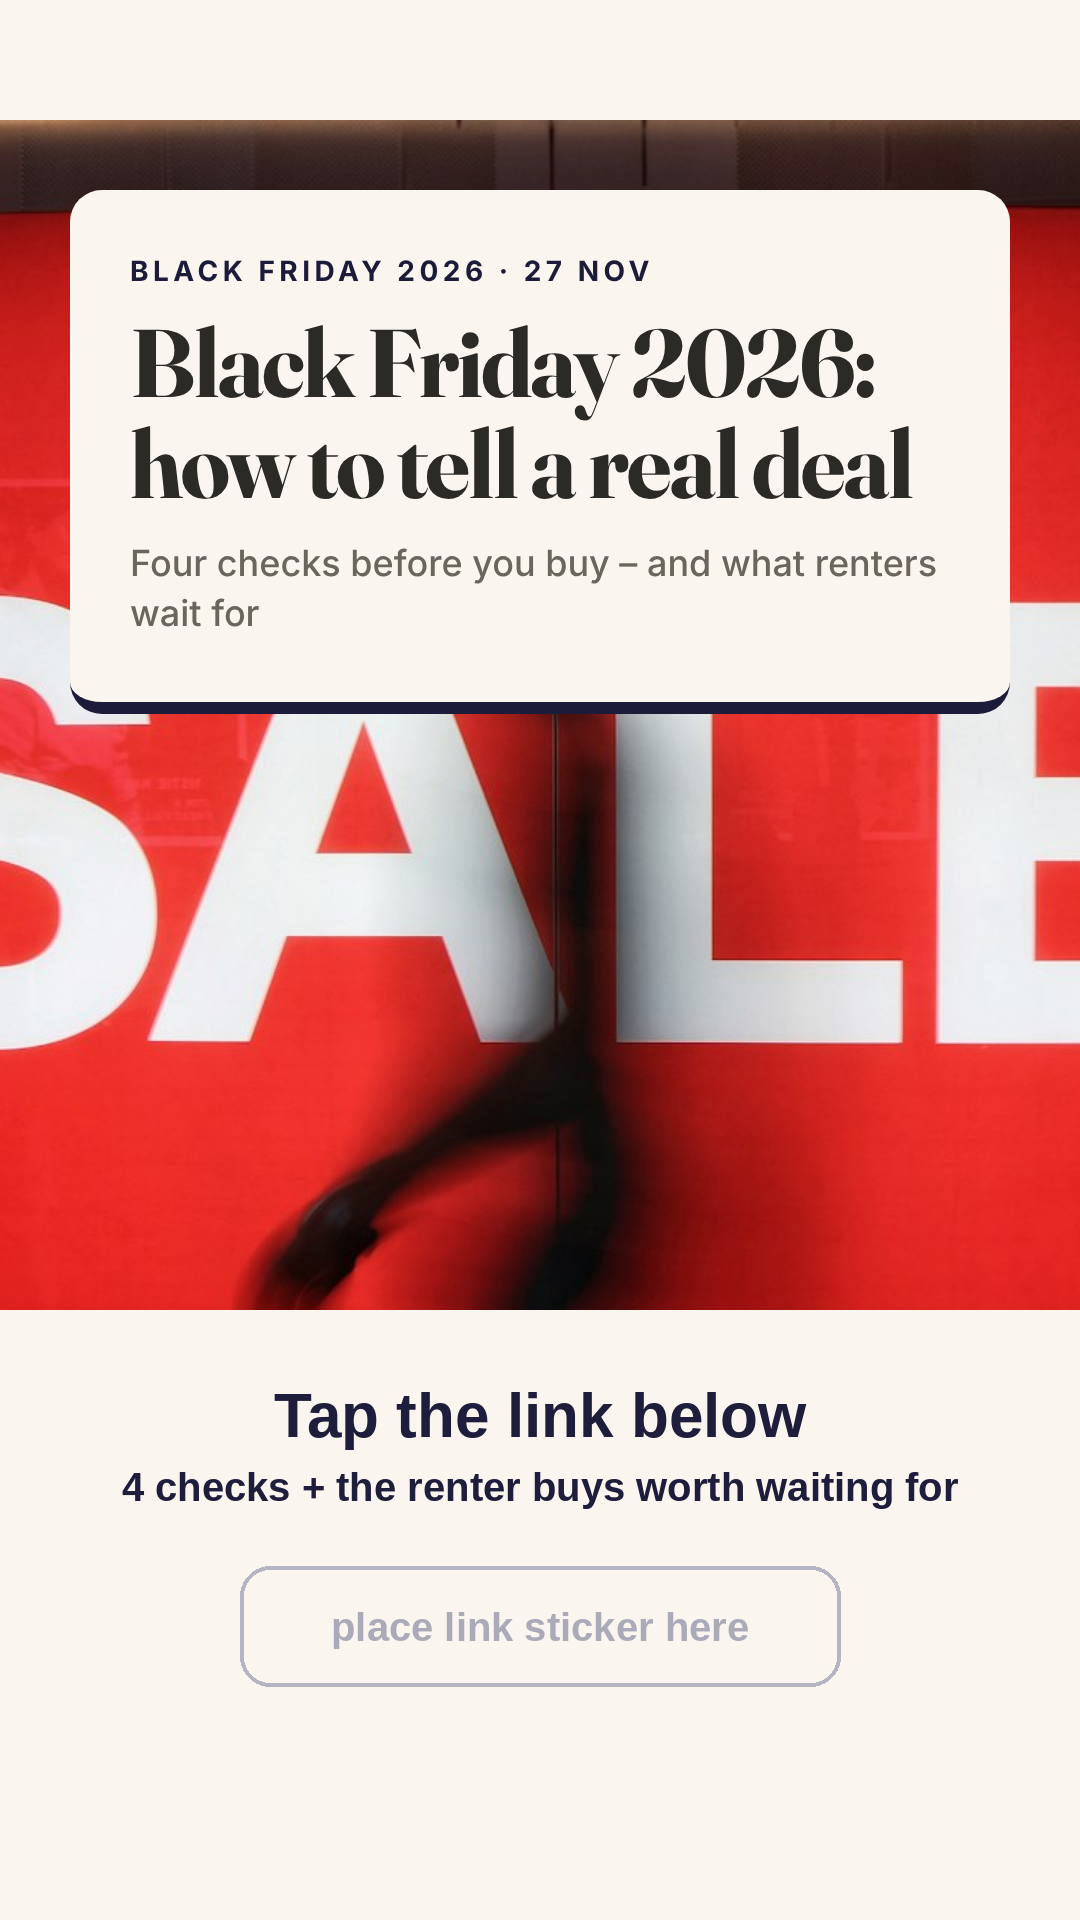 BLACK FRIDAY 2026 · 27 NOV
Black Friday 2026:
how to tell a real deal
Four checks before you buy – and what renters
wait for
SALE
Tap the link below
4 checks + the renter buys worth waiting for
place link sticker here